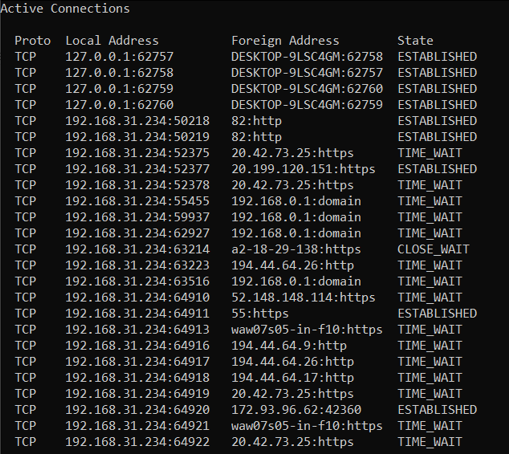 Active Connections
Proto  Local Address          Foreign Address        State
TCP    127.0.0.1:62757        DESKTOP-9LSC4GM:62758  ESTABLISHED
TCP    127.0.0.1:62758        DESKTOP-9LSC4GM:62757  ESTABLISHED
TCP    127.0.0.1:62759        DESKTOP-9LSC4GM:62760  ESTABLISHED
TCP    127.0.0.1:62760        DESKTOP-9LSC4GM:62759  ESTABLISHED
TCP    192.168.31.234:50218   82:http                ESTABLISHED
TCP    192.168.31.234:50219   82:http                ESTABLISHED
TCP    192.168.31.234:52375   20.42.73.25:https      TIME_WAIT
TCP    192.168.31.234:52377   20.199.120.151:https   ESTABLISHED
TCP    192.168.31.234:52378   20.42.73.25:https      TIME_WAIT
TCP    192.168.31.234:55455   192.168.0.1:domain     TIME_WAIT
TCP    192.168.31.234:59937   192.168.0.1:domain     TIME_WAIT
TCP    192.168.31.234:62927   192.168.0.1:domain     TIME_WAIT
TCP    192.168.31.234:63214   a2-18-29-138:https     CLOSE_WAIT
TCP    192.168.31.234:63223   194.44.64.26:http      TIME_WAIT
TCP    192.168.31.234:63516   192.168.0.1:domain     TIME_WAIT
TCP    192.168.31.234:64910   52.148.148.114:https   TIME_WAIT
TCP    192.168.31.234:64911   55:https               ESTABLISHED
TCP    192.168.31.234:64913   waw07s05-in-f10:https  TIME_WAIT
TCP    192.168.31.234:64916   194.44.64.9:http       TIME_WAIT
TCP    192.168.31.234:64917   194.44.64.26:http      TIME_WAIT
TCP    192.168.31.234:64918   194.44.64.17:http      TIME_WAIT
TCP    192.168.31.234:64919   20.42.73.25:https      TIME_WAIT
TCP    192.168.31.234:64920   172.93.96.62:42360     ESTABLISHED
TCP    192.168.31.234:64921   waw07s05-in-f10:https  TIME_WAIT
TCP    192.168.31.234:64922   20.42.73.25:https      TIME_WAIT